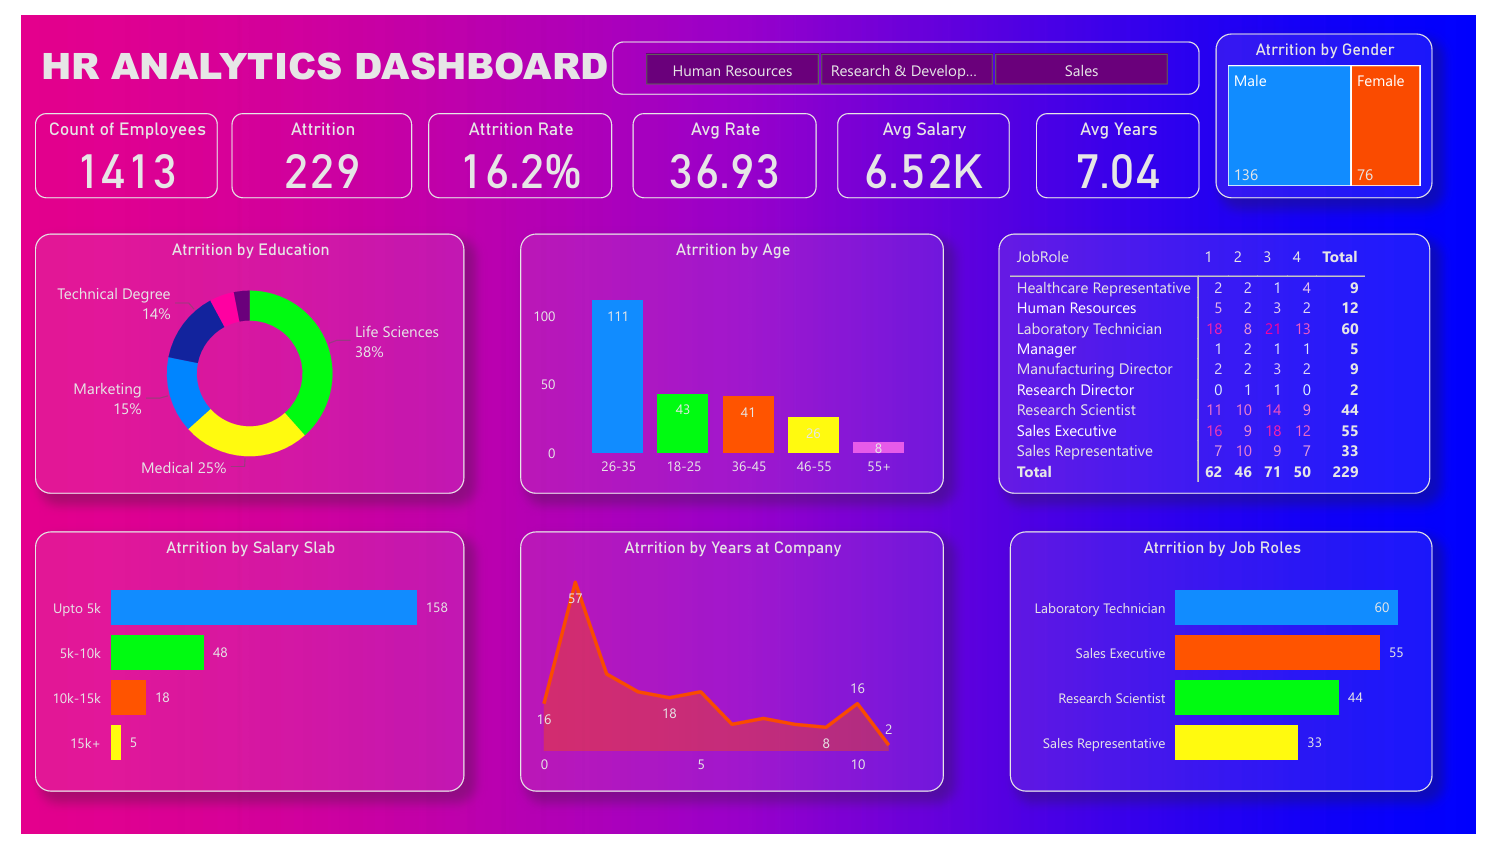 HR ANALYTICS DASHBOARD
Human Resources
Research & Develop...
Sales
Atrrition by Gender
Male
Female
136
76
Count of Employees
1413
Attrition
229
Attrition Rate
16.2%
Avg Rate
36.93
Avg Salary
6.52K
Avg Years
7.04
Atrrition by Education
Technical Degree
14%
Life Sciences
38%
Marketing
15%
Medical 25%
Atrrition by Age
100
50
0
111
43
41
8
26-35
18-25
36-45
46-55
55+
JobRole 1 2 3 4 Total
Healthcare Representative 2 2 1 4 9
Human Resources 5 2 3 2 12
Laboratory Technician 18 8 21 13 60
Manager 1 2 1 1 5
Manufacturing Director 2 2 3 2 9
Research Director 0 1 1 0 2
Research Scientist 11 10 14 9 44
Sales Executive 16 9 18 12 55
Sales Representative 7 10 9 7 33
Total 62 46 71 50 229
Atrrition by Salary Slab
Upto 5k 158
5k-10k 48
10k-15k 18
15k+ 5
Atrrition by Years at Company
57
16
18
8
16
2
0
5
10
Atrrition by Job Roles
Laboratory Technician 60
Sales Executive 55
Research Scientist 44
Sales Representative 33